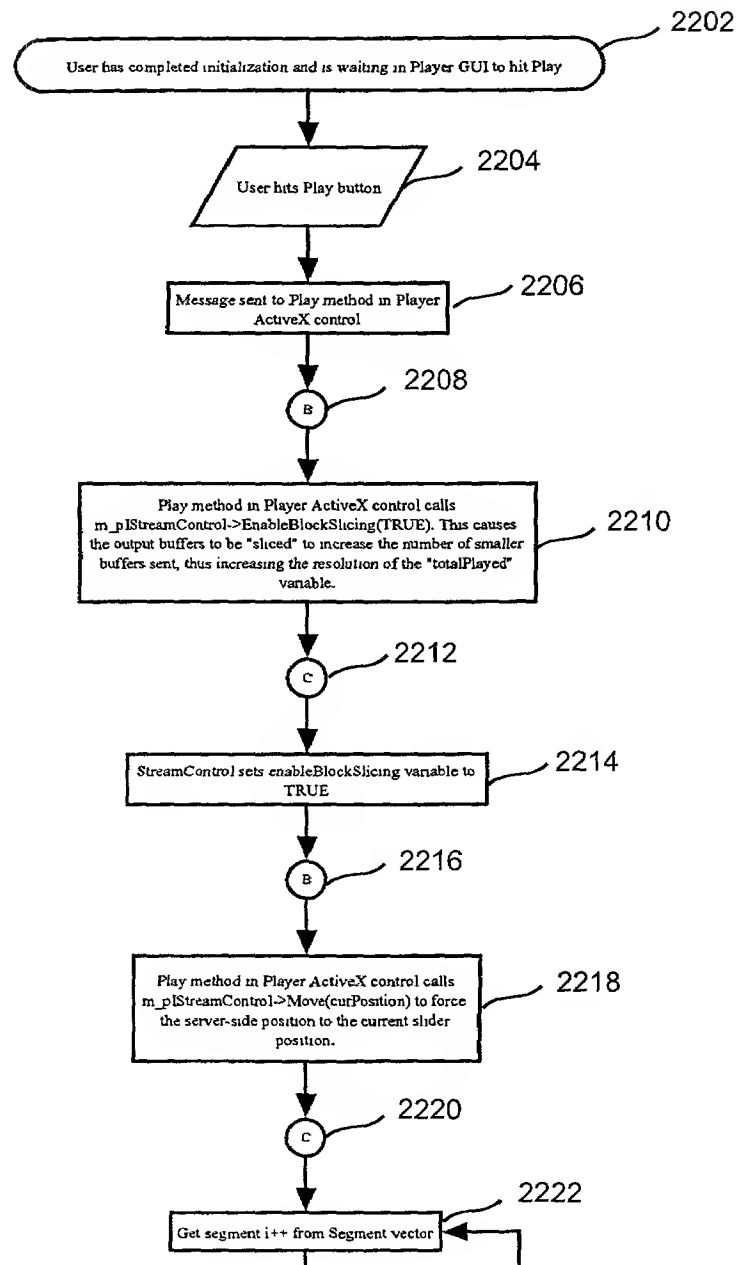 2202
User has completed initialization and is waiting in Player GUI to hit Play
2204
User hits Play button
2206
Message sent to Play method in Player
ActiveX control
2208
B
Play method in Player ActiveX control calls
m_pIStreamControl->EnableBlockSlicing(TRUE). This causes
the output buffers to be "sliced" to increase the number of smaller
buffers sent, thus increasing the resolution of the "totalPlayed"
variable.
2210
2212
C
StreamControl sets enableBlockSlicing variable to
TRUE
2214
2216
B
Play method in Player ActiveX control calls
m_pIStreamControl->Move(curPosition) to force
the server-side position to the current slider
position.
2218
2220
C
2222
Get segment i++ from Segment vector